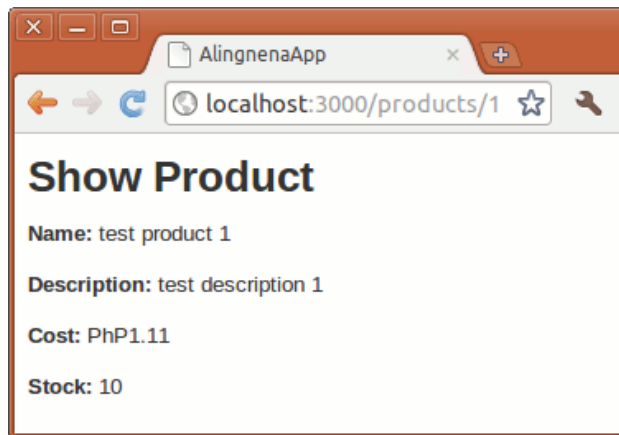 AlingnenaApp
localhost:3000/products/1
Show Product
Name: test product 1
Description: test description 1
Cost: PhP1.11
Stock: 10